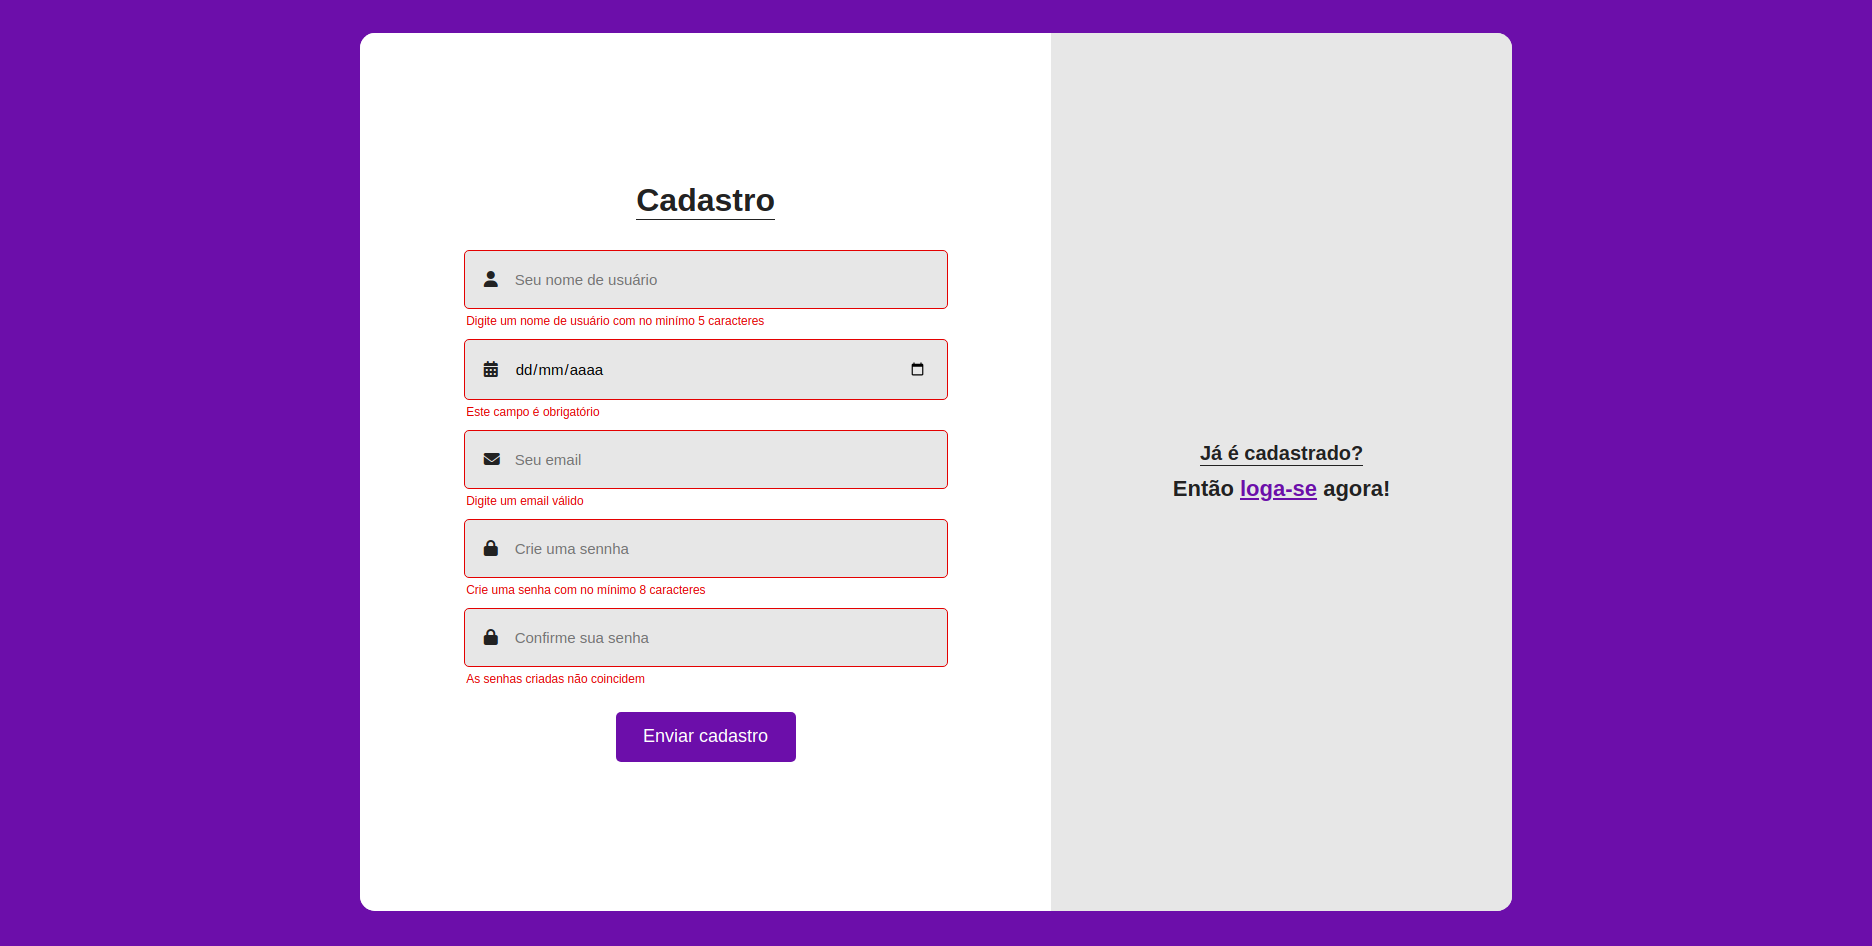 Cadastro
Seu nome de usuário
Digite um nome de usuário com no minímo 5 caracteres
dd/mm/aaaa
Este campo é obrigatório
Seu email
Digite um email válido
Crie uma sennha
Crie uma senha com no mínimo 8 caracteres
Confirme sua senha
As senhas criadas não coincidem
Enviar cadastro
Já é cadastrado?
Então loga-se agora!